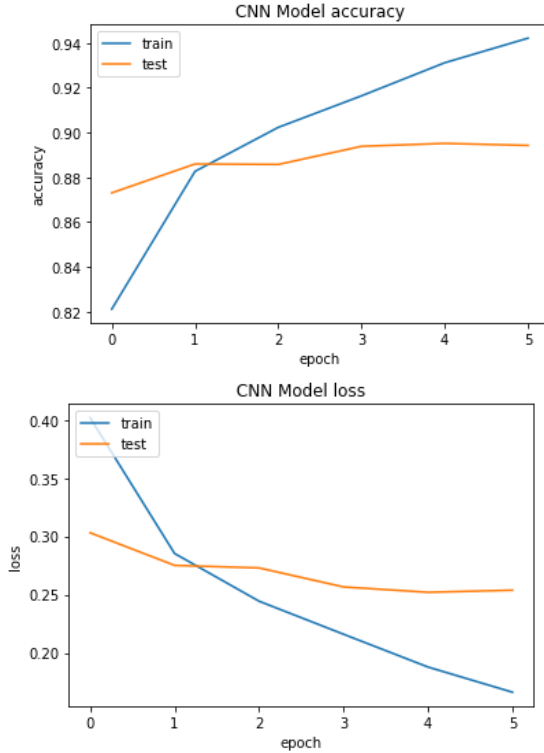 CNN Model accuracy
train
test
0.94
0.92
0.90
0.88
0.86
0.84
0.82
accuracy
0 1 2 3 4 5
epoch
CNN Model loss
train
test
0.40
0.35
0.30
0.25
0.20
loss
0 1 2 3 4 5
epoch